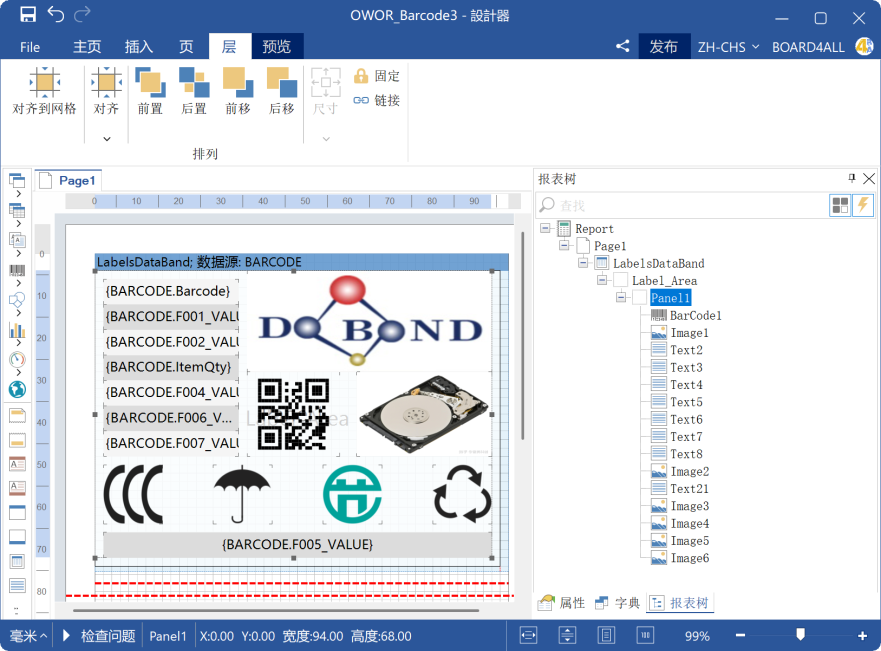 OWOR_Barcode3 - 設計器
File 主页 插入 页 层 预览 发布 ZH-CHS BOARD4ALL
对齐到网格 对齐 前置 后置 前移 后移 尺寸 固定
链接
排列
Page1
0 10 20 30 40 50 60 70 80 90
0
10
20
30
40
50
60
70
80
LabelsDataBand; 数据源: BARCODE
{BARCODE.Barcode}
{BARCODE.F001_VALU
{BARCODE.F002_VALU
{BARCODE.ItemQty}
{BARCODE.F004_VALU
{BARCODE.F006_V...
{BARCODE.F007_VALU
DOBOND
{BARCODE.F005_VALUE}
报表树
查找
Report
Page1
LabelsDataBand
Label_Area
Panel1
BarCode1
Image1
Text2
Text3
Text4
Text5
Text6
Text7
Text8
Image2
Text21
Image3
Image4
Image5
Image6
属性 字典 报表树
毫米 检查问题 Panel1 X:0.00 Y:0.00 宽度:94.00 高度:68.00 100 99%